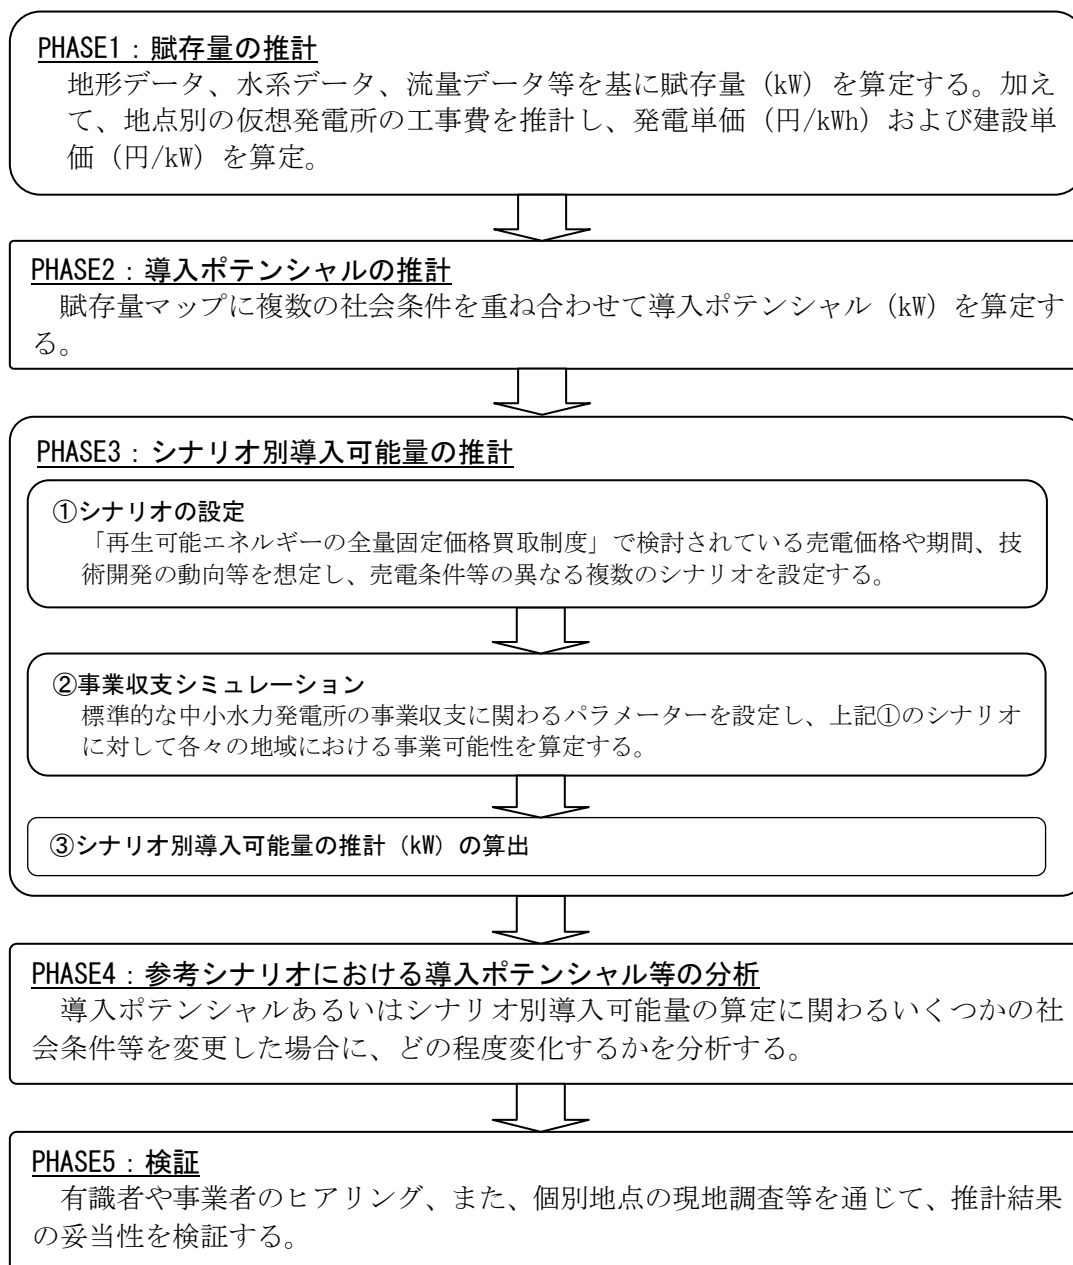 PHASE1:賦存量の推計
地形データ、水系データ、流量データ等を基に賦存量(kW)を算定する。加え
て、地点別の仮想発電所の工事費を推計し、発電単価(円/kWh)および建設単
価(円/kW)を算定。
PHASE2:導入ポテンシャルの推計
賦存量マップに複数の社会条件を重ね合わせて導入ポテンシャル(kW)を算定す
る。
PHASE3:シナリオ別導入可能量の推計
①シナリオの設定
「再生可能エネルギーの全量固定価格買取制度」で検討されている売電価格や期間、技
術開発の動向等を想定し、売電条件等の異なる複数のシナリオを設定する。
②事業収支シミュレーション
標準的な中小水力発電所の事業収支に関わるパラメーターを設定し、上記①のシナリオ
に対して各々の地域における事業可能性を算定する。
③シナリオ別導入可能量の推計(kW)の算出
PHASE4:参考シナリオにおける導入ポテンシャル等の分析
導入ポテンシャルあるいはシナリオ別導入可能量の算定に関わるいくつかの社
会条件等を変更した場合に、どの程度変化するかを分析する。
PHASE5:検証
有識者や事業者のヒアリング、また、個別地点の現地調査等を通じて、推計結果
の妥当性を検証する。